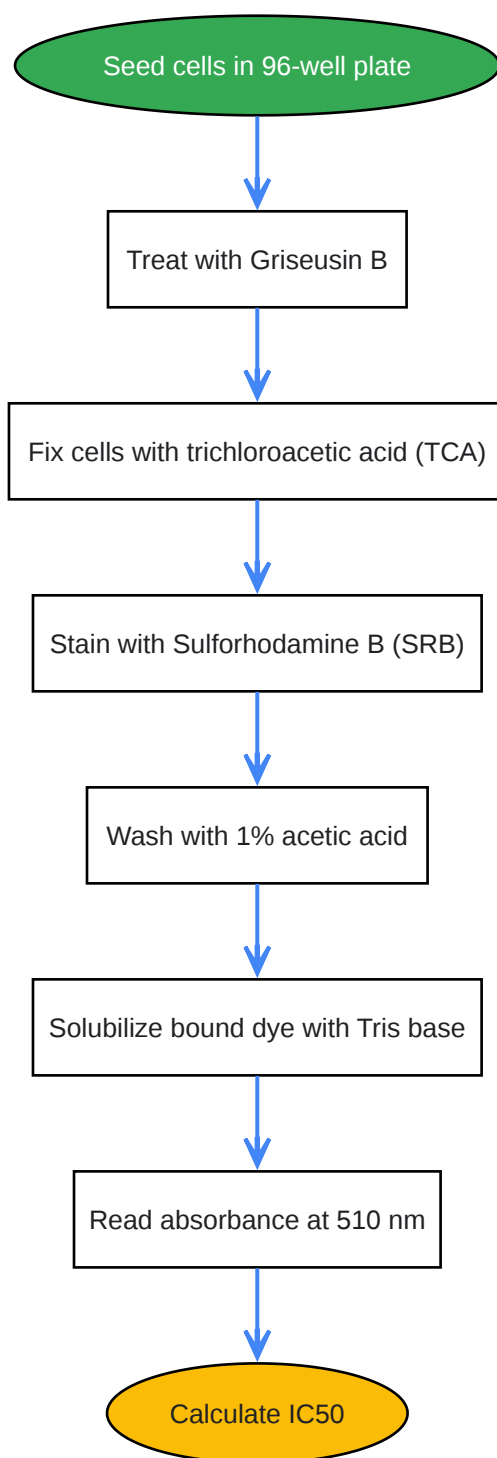 Seed cells in 96-well plate
Treat with Griseusin B
Fix cells with trichloroacetic acid (TCA)
Stain with Sulforhodamine B (SRB)
Wash with 1% acetic acid
Solubilize bound dye with Tris base
Read absorbance at 510 nm
Calculate IC50